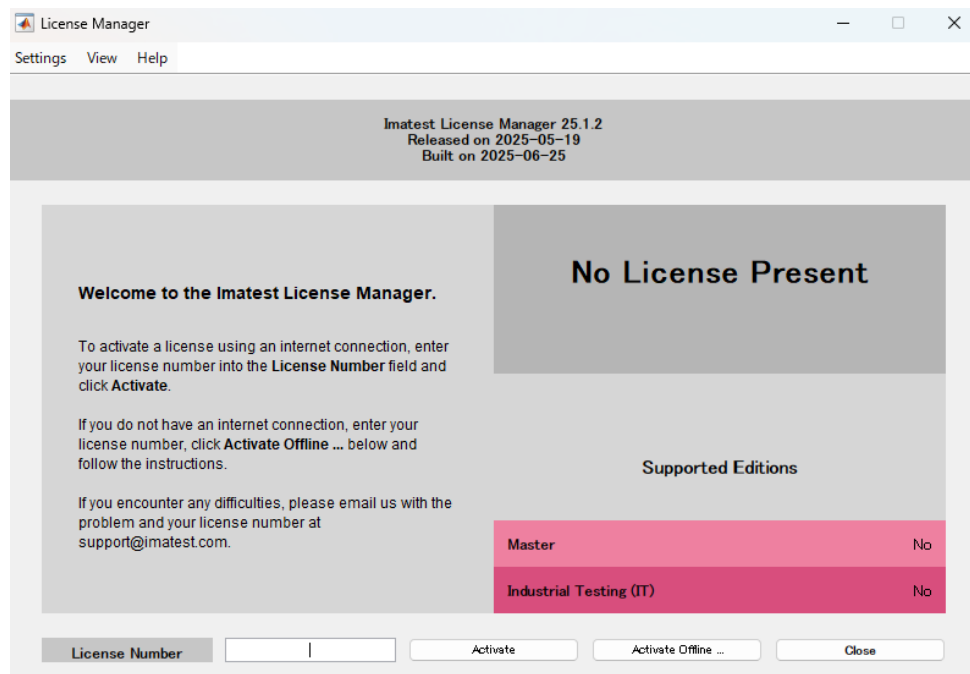 License Manager
Settings View Help
Imatest License Manager 25.1.2
Released on 2025-05-19
Built on 2025-06-25
Welcome to the Imatest License Manager.
To activate a license using an internet connection, enter
your license number into the License Number field and
click Activate.
If you do not have an internet connection, enter your
license number, click Activate Offline ... below and
follow the instructions.
If you encounter any difficulties, please email us with the
problem and your license number at
support@imatest.com.
No License Present
Supported Editions
Master No
Industrial Testing (IT) No
License Number Activate Activate Offline ... Close